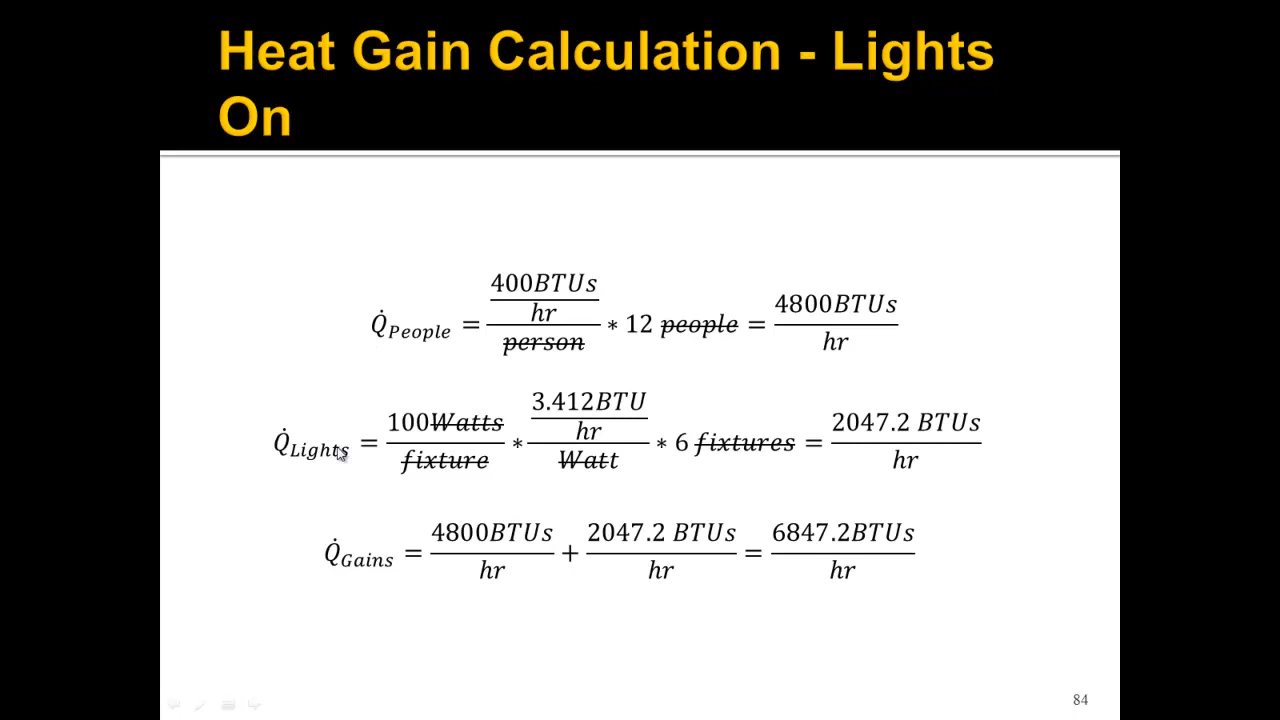 Heat Gain Calculation - Lights
On
Q̇_People = ((400BTUs/hr)/person) * 12 people = 4800BTUs/hr
Q̇_Lights = (100Watts/fixture) * ((3.412BTU/hr)/Watt) * 6 fixtures = 2047.2 BTUs/hr
Q̇_Gains = 4800BTUs/hr + 2047.2 BTUs/hr = 6847.2BTUs/hr
84